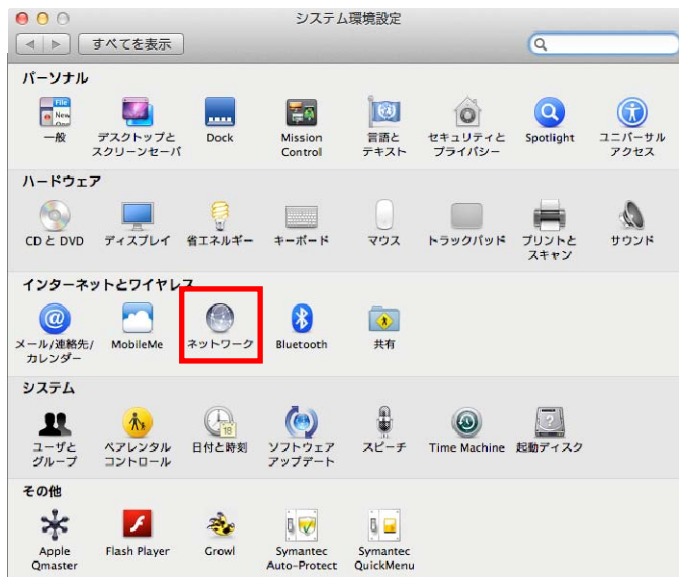 システム環境設定
すべてを表示
パーソナル
一般
デスクトップと
スクリーンセーバ
Dock
Mission
Control
言語と
テキスト
セキュリティと
プライバシー
Spotlight
ユニバーサル
アクセス
ハードウェア
CD と DVD
ディスプレイ
省エネルギー
キーボード
マウス
トラックパッド
プリントと
スキャン
サウンド
インターネットとワイヤレス
メール/連絡先/
カレンダー
MobileMe
ネットワーク
Bluetooth
共有
システム
ユーザと
グループ
ペアレンタル
コントロール
日付と時刻
ソフトウェア
アップデート
スピーチ
Time Machine
起動ディスク
その他
Apple
Qmaster
Flash Player
Growl
Symantec
Auto-Protect
Symantec
QuickMenu